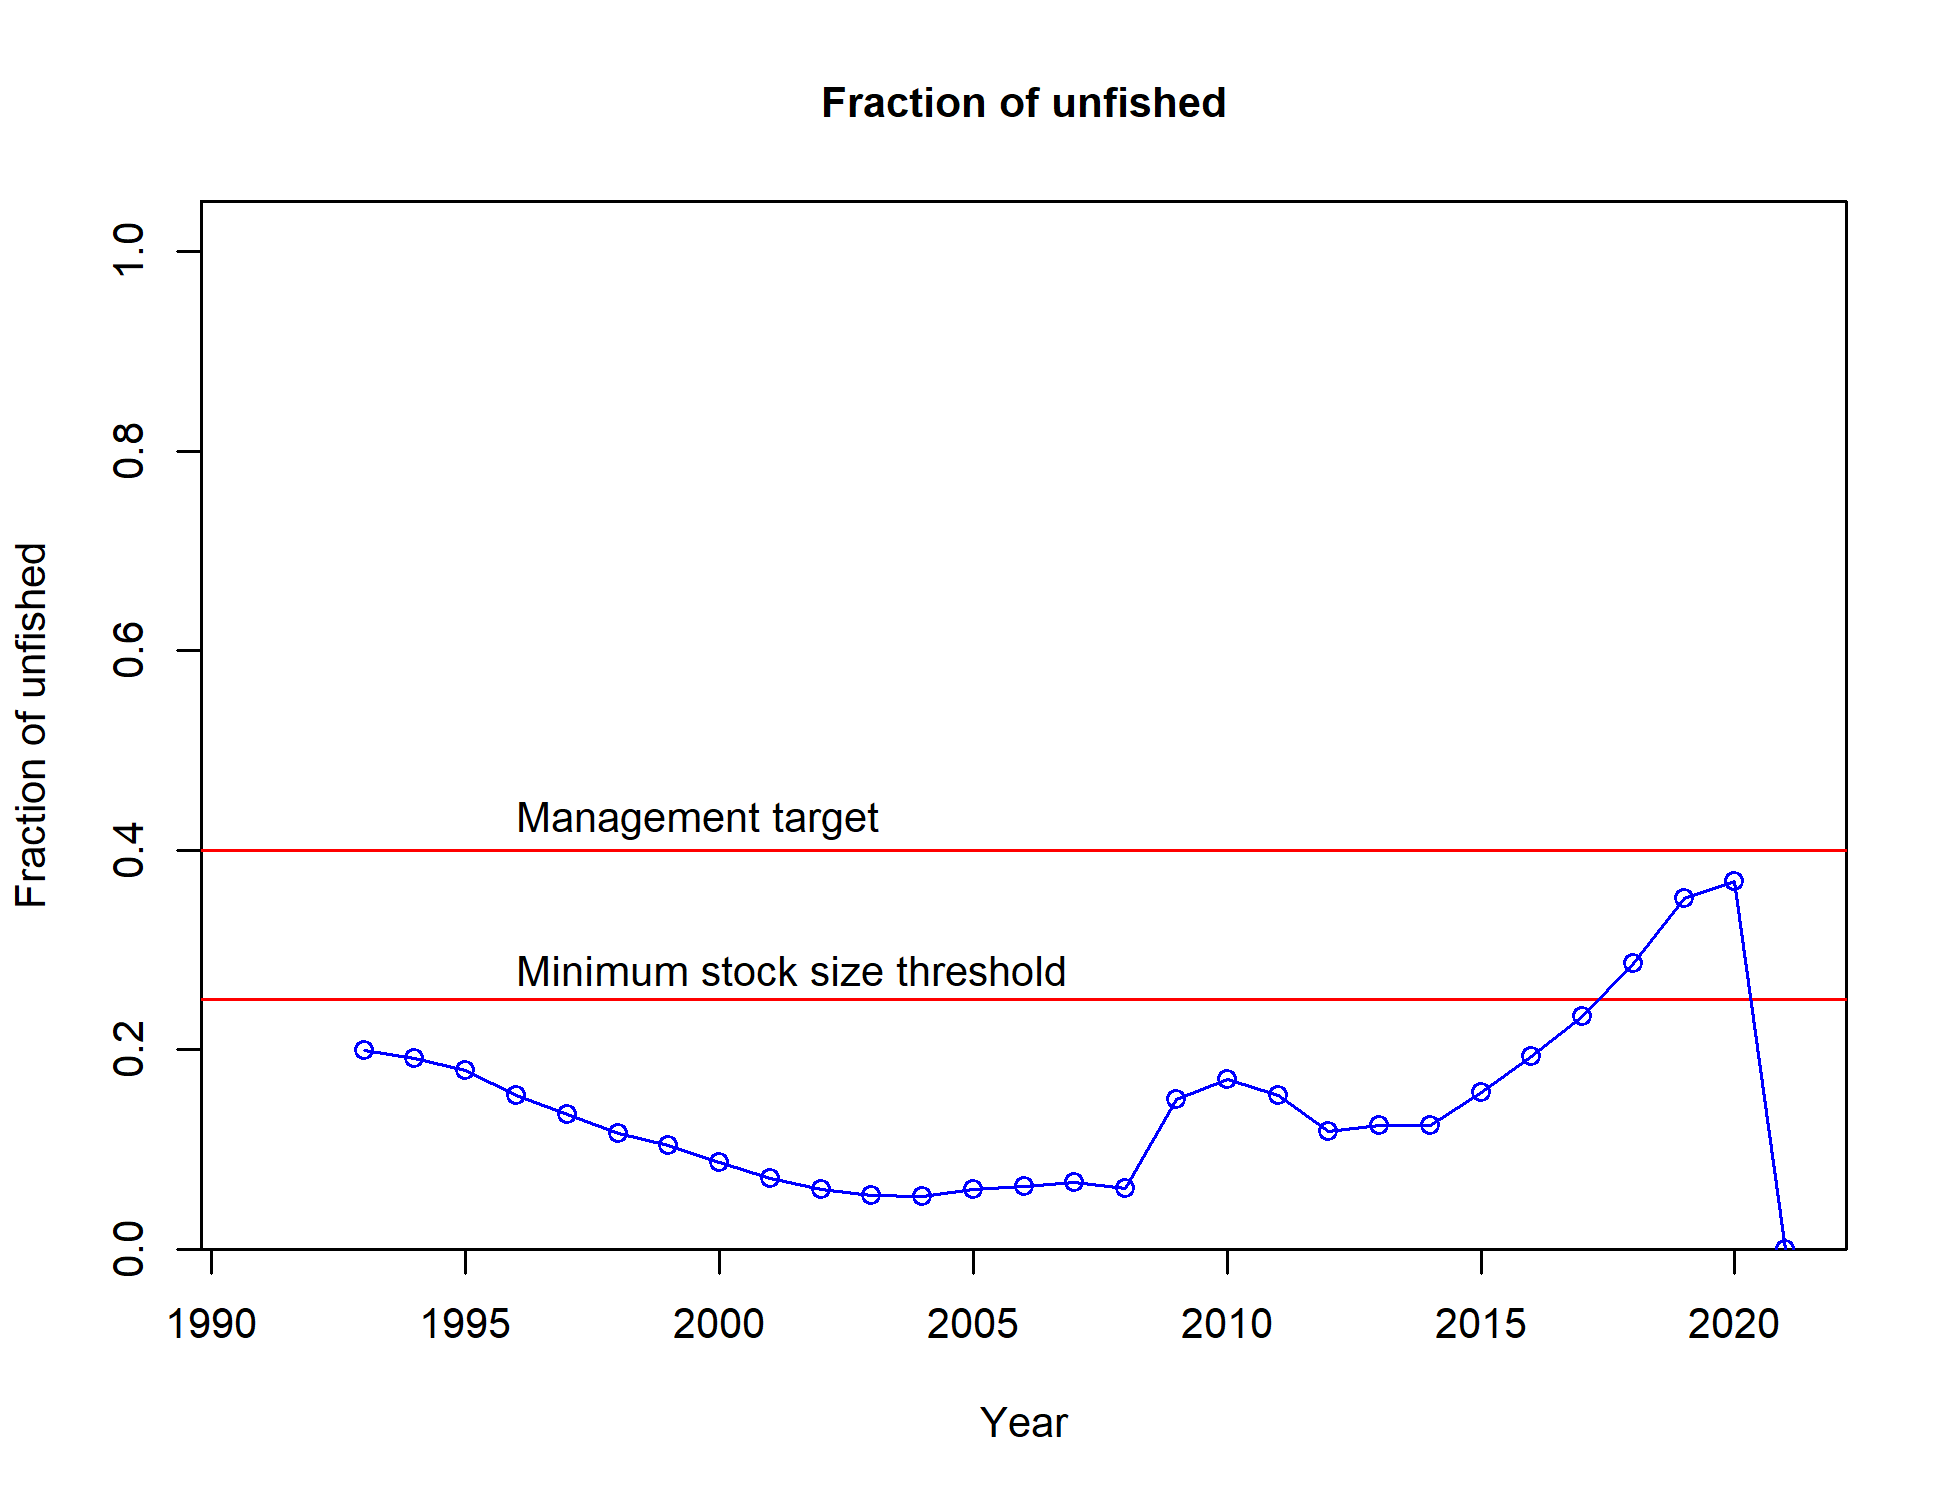 Fraction of unfished
Fraction of unfished
1.0
0.8
0.6
0.4
0.2
0.0
Management target
Minimum stock size threshold
1990 1995 2000 2005 2010 2015 2020
Year